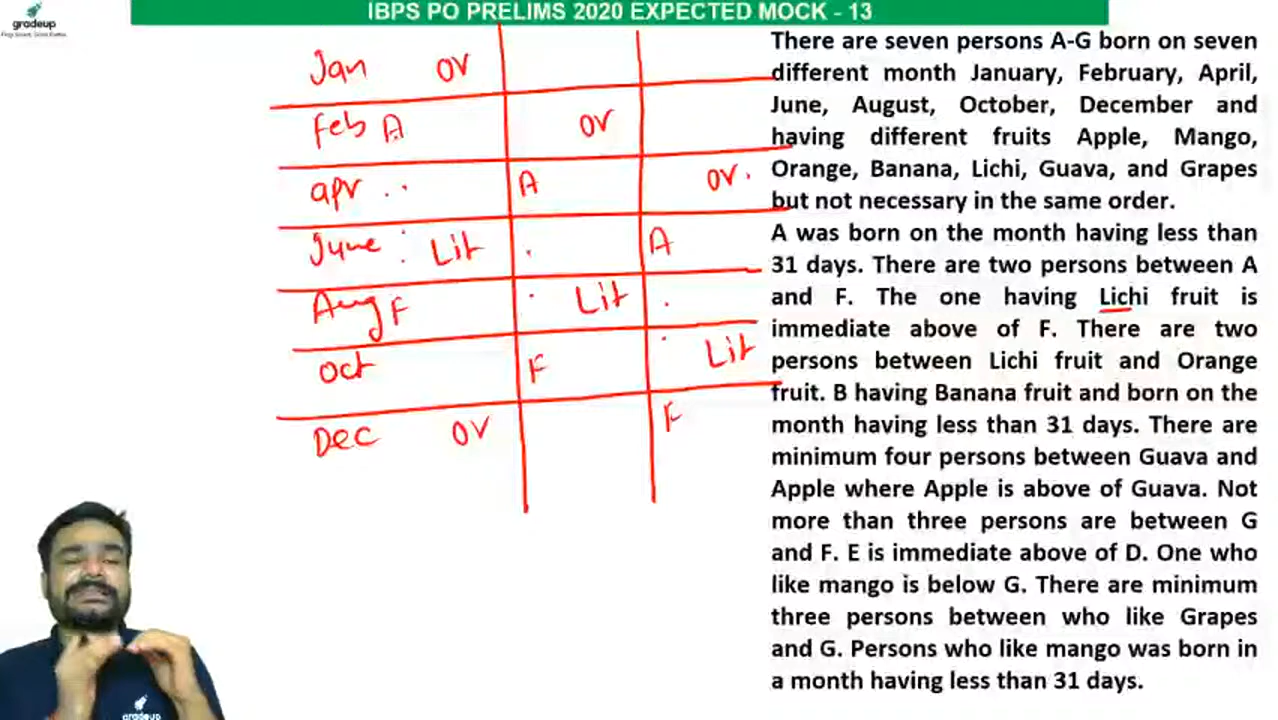 gradeup
IBPS PO PRELIMS 2020 EXPECTED MOCK - 13
There are seven persons A-G born on seven
different month January, February, April,
June, August, October, December and
having different fruits Apple, Mango,
Orange, Banana, Lichi, Guava, and Grapes
but not necessary in the same order.
A was born on the month having less than
31 days. There are two persons between A
and F. The one having Lichi fruit is
immediate above of F. There are two
persons between Lichi fruit and Orange
fruit. B having Banana fruit and born on the
month having less than 31 days. There are
minimum four persons between Guava and
Apple where Apple is above of Guava. Not
more than three persons are between G
and F. E is immediate above of D. One who
like mango is below G. There are minimum
three persons between who like Grapes
and G. Persons who like mango was born in
a month having less than 31 days.
Jan or
Feb A or
apr A or
June Lit A
Aug F Lit
Oct F Lit
Dec or F
gradeup